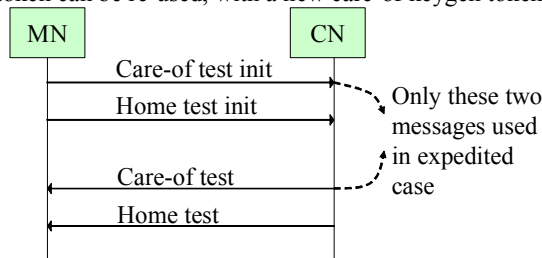 token can be re-used, with a new care-of keygen token
MN
CN
Care-of test init
Home test init
Only these two
messages used
in expedited
case
Care-of test
Home test